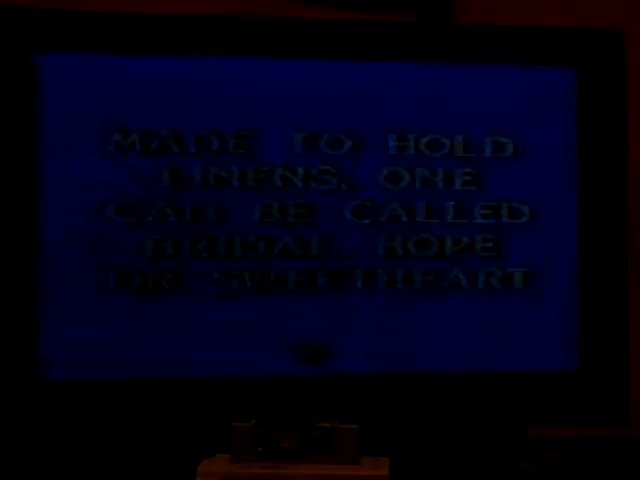 MADE TO HOLD
LINENS, ONE
CAN BE CALLED
BRIDAL, HOPE
OR SWEETHEART